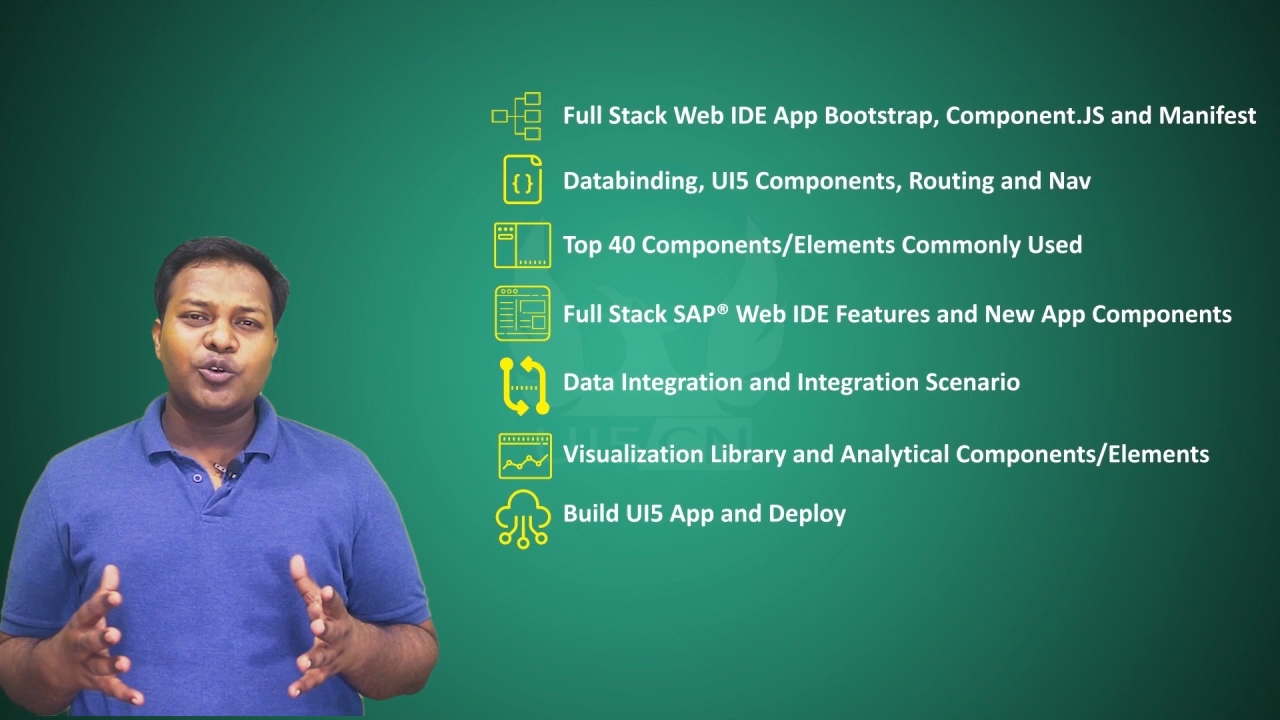 Full Stack Web IDE App Bootstrap, Component.JS and Manifest
{ } Databinding, UI5 Components, Routing and Nav
Top 40 Components/Elements Commonly Used
Full Stack SAP® Web IDE Features and New App Components
Data Integration and Integration Scenario
UI5CN
Visualization Library and Analytical Components/Elements
Build UI5 App and Deploy